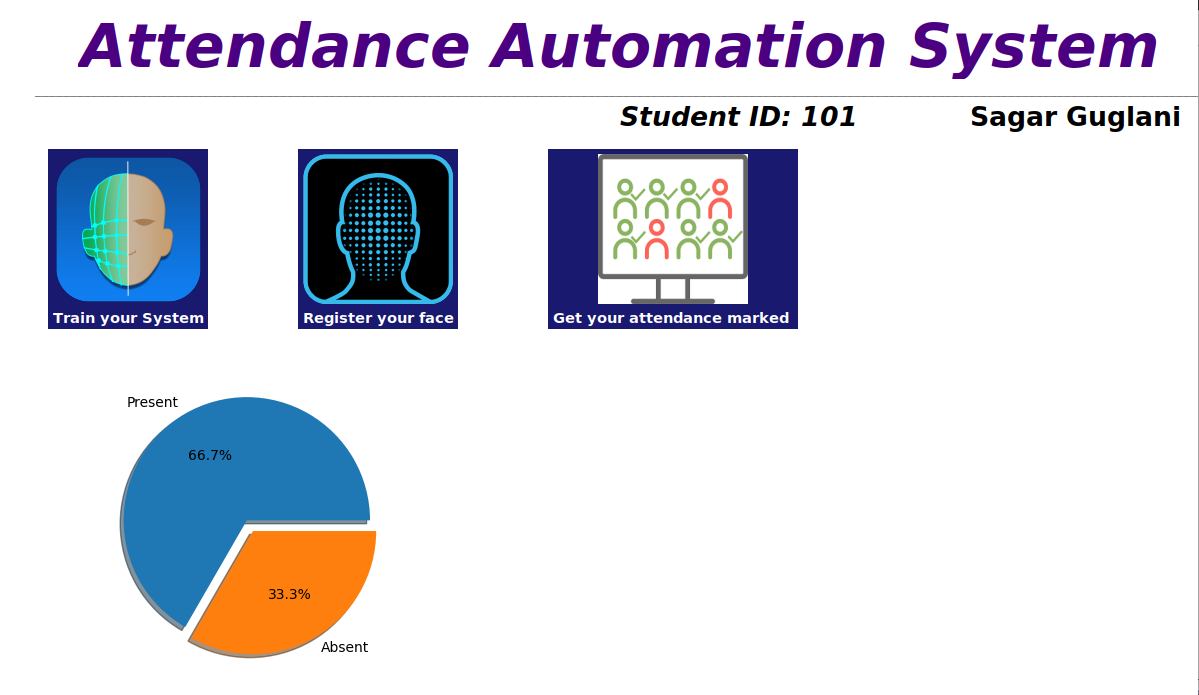 Attendance Automation System
Student ID: 101 Sagar Guglani
Train your System
Register your face
Get your attendance marked
Present
66.7%
33.3%
Absent